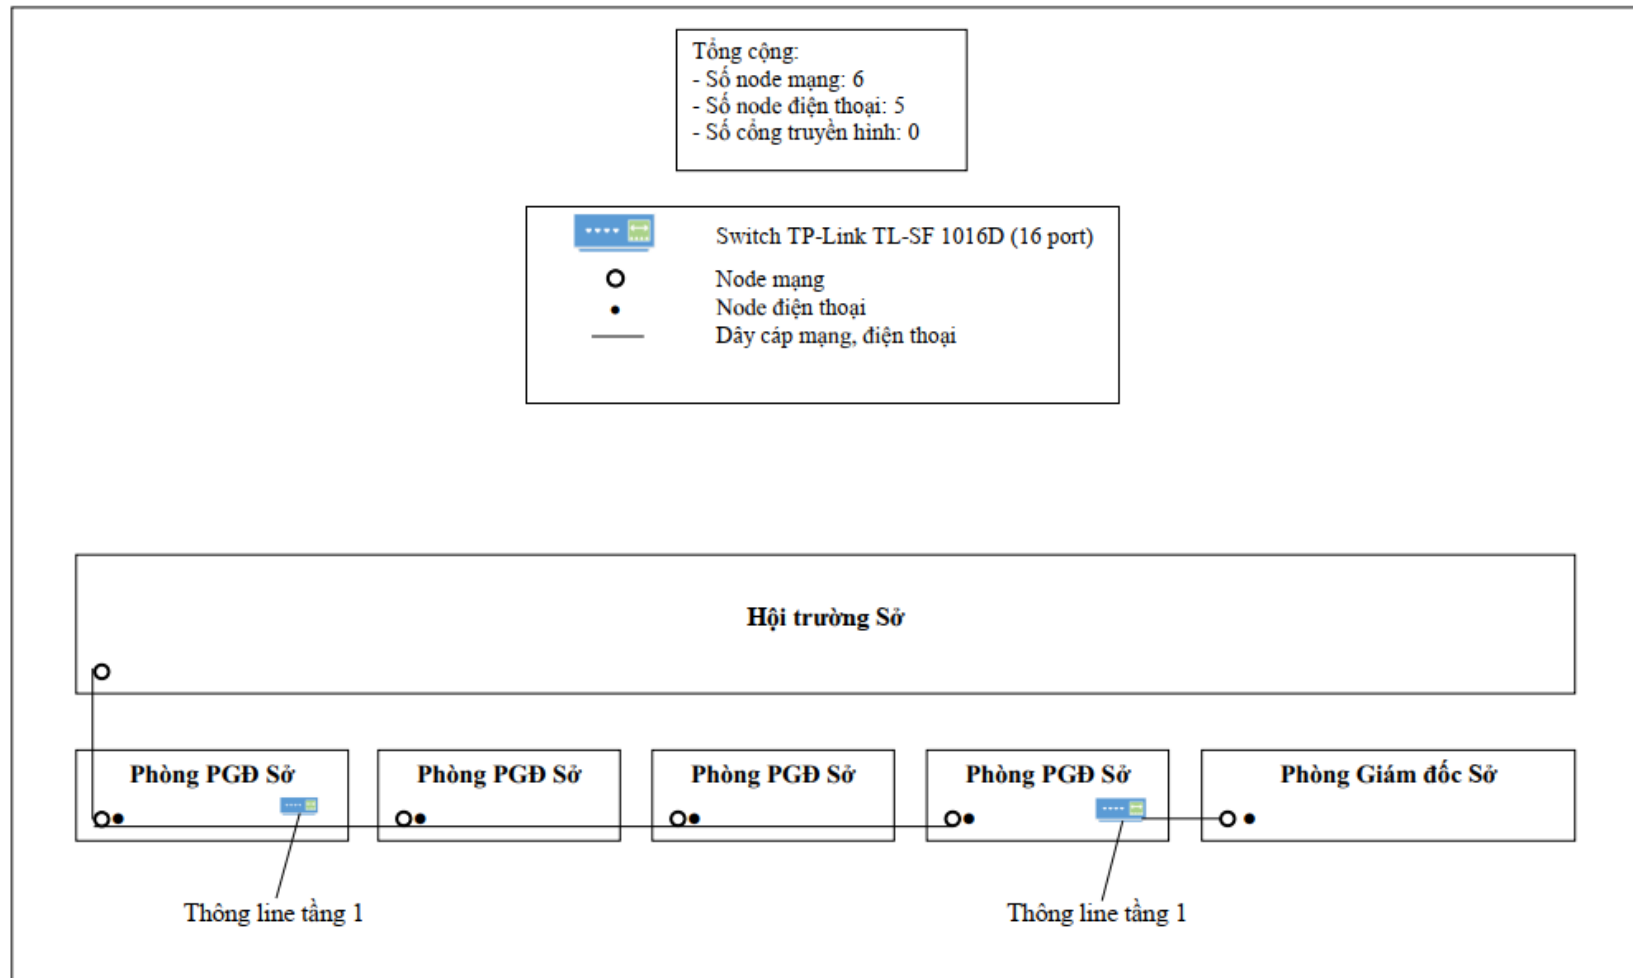 Tổng cộng:
- Số node mạng: 6
- Số node điện thoại: 5
- Số cổng truyền hình: 0
Switch TP-Link TL-SF 1016D (16 port)
Node mạng
Node điện thoại
Dây cáp mạng, điện thoại
Hội trường Sở
Phòng PGĐ Sở
Phòng PGĐ Sở
Phòng PGĐ Sở
Phòng PGĐ Sở
Phòng Giám đốc Sở
Thông line tầng 1
Thông line tầng 1